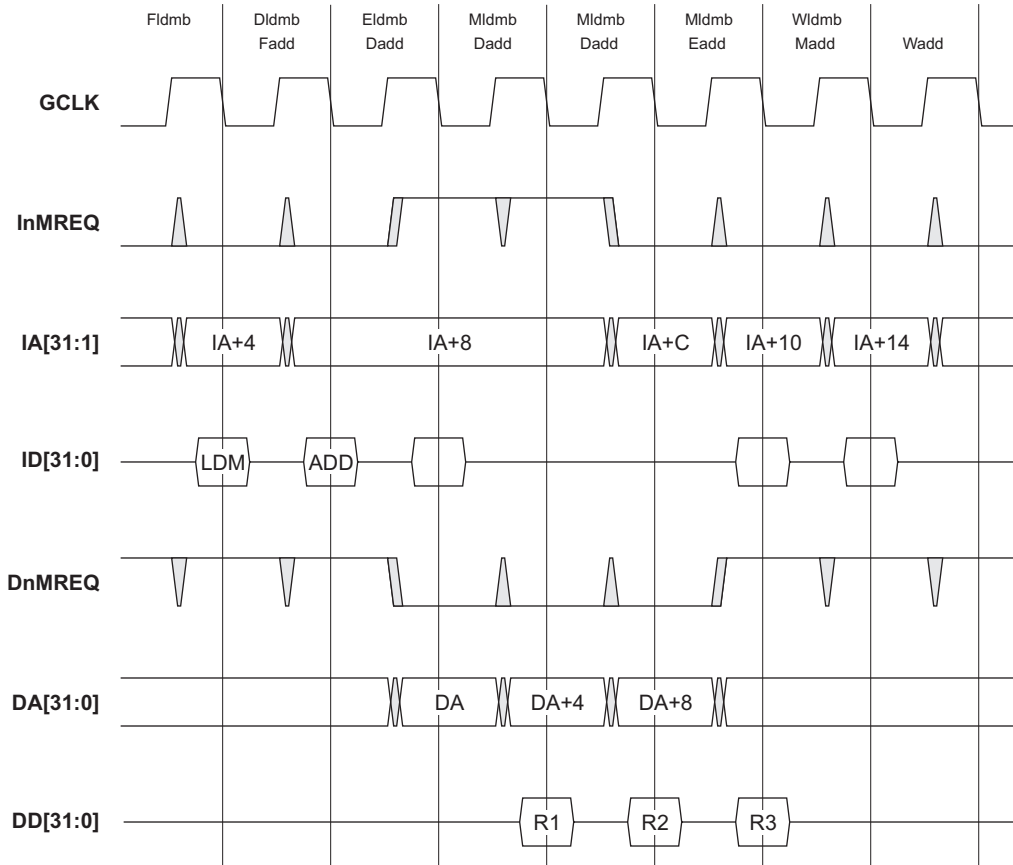 Fldmb Dldmb Eldmb Mldmb Mldmb Mldmb Wldmb
Fadd Dadd Dadd Dadd Eadd Madd Wadd
GCLK
InMREQ
IA[31:1] IA+4 IA+8 IA+C IA+10 IA+14
ID[31:0] LDM ADD
DnMREQ
DA[31:0] DA DA+4 DA+8
DD[31:0] R1 R2 R3